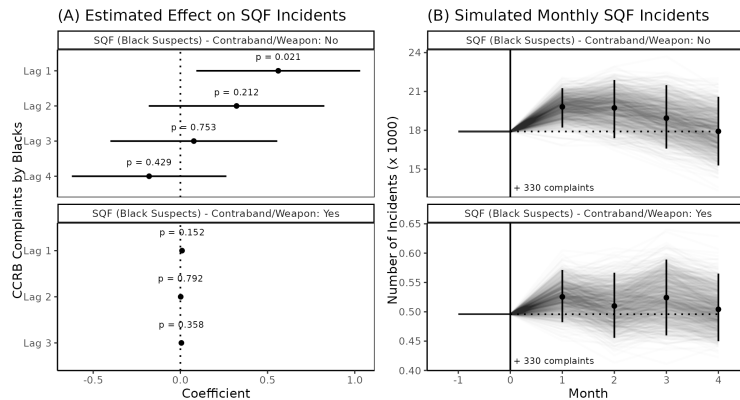 (A) Estimated Effect on SQF Incidents
SQF (Black Suspects) - Contraband/Weapon: No
CCRB Complaints by Blacks
Lag 1
Lag 2
Lag 3
Lag 4
p = 0.021
p = 0.212
p = 0.753
p = 0.429
SQF (Black Suspects) - Contraband/Weapon: Yes
Lag 1
Lag 2
Lag 3
p = 0.152
p = 0.792
p = 0.358
-0.5 0.0 0.5 1.0
Coefficient
(B) Simulated Monthly SQF Incidents
SQF (Black Suspects) - Contraband/Weapon: No
Number of Incidents (x 1000)
24
21
18
15
+ 330 complaints
SQF (Black Suspects) - Contraband/Weapon: Yes
0.65
0.60
0.55
0.50
0.45
0.40
+ 330 complaints
-1 0 1 2 3 4
Month